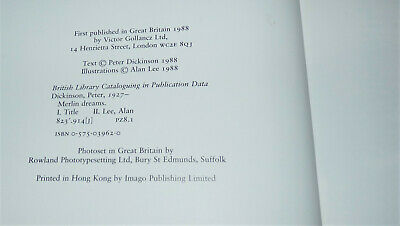 First published in Great Britain 1988
by Victor Gollancz Ltd,
14 Henrietta Street, London WC2E 8QJ
Text © Peter Dickinson 1988
Illustrations © Alan Lee 1988
British Library Cataloguing in Publication Data
Dickinson, Peter, 1927–
Merlin dreams.
I. Title II. Lee, Alan
823'.914[J] PZ8.1
ISBN 0-575-03962-0
Photoset in Great Britain by
Rowland Phototypesetting Ltd, Bury St Edmunds, Suffolk
Printed in Hong Kong by Imago Publishing Limited